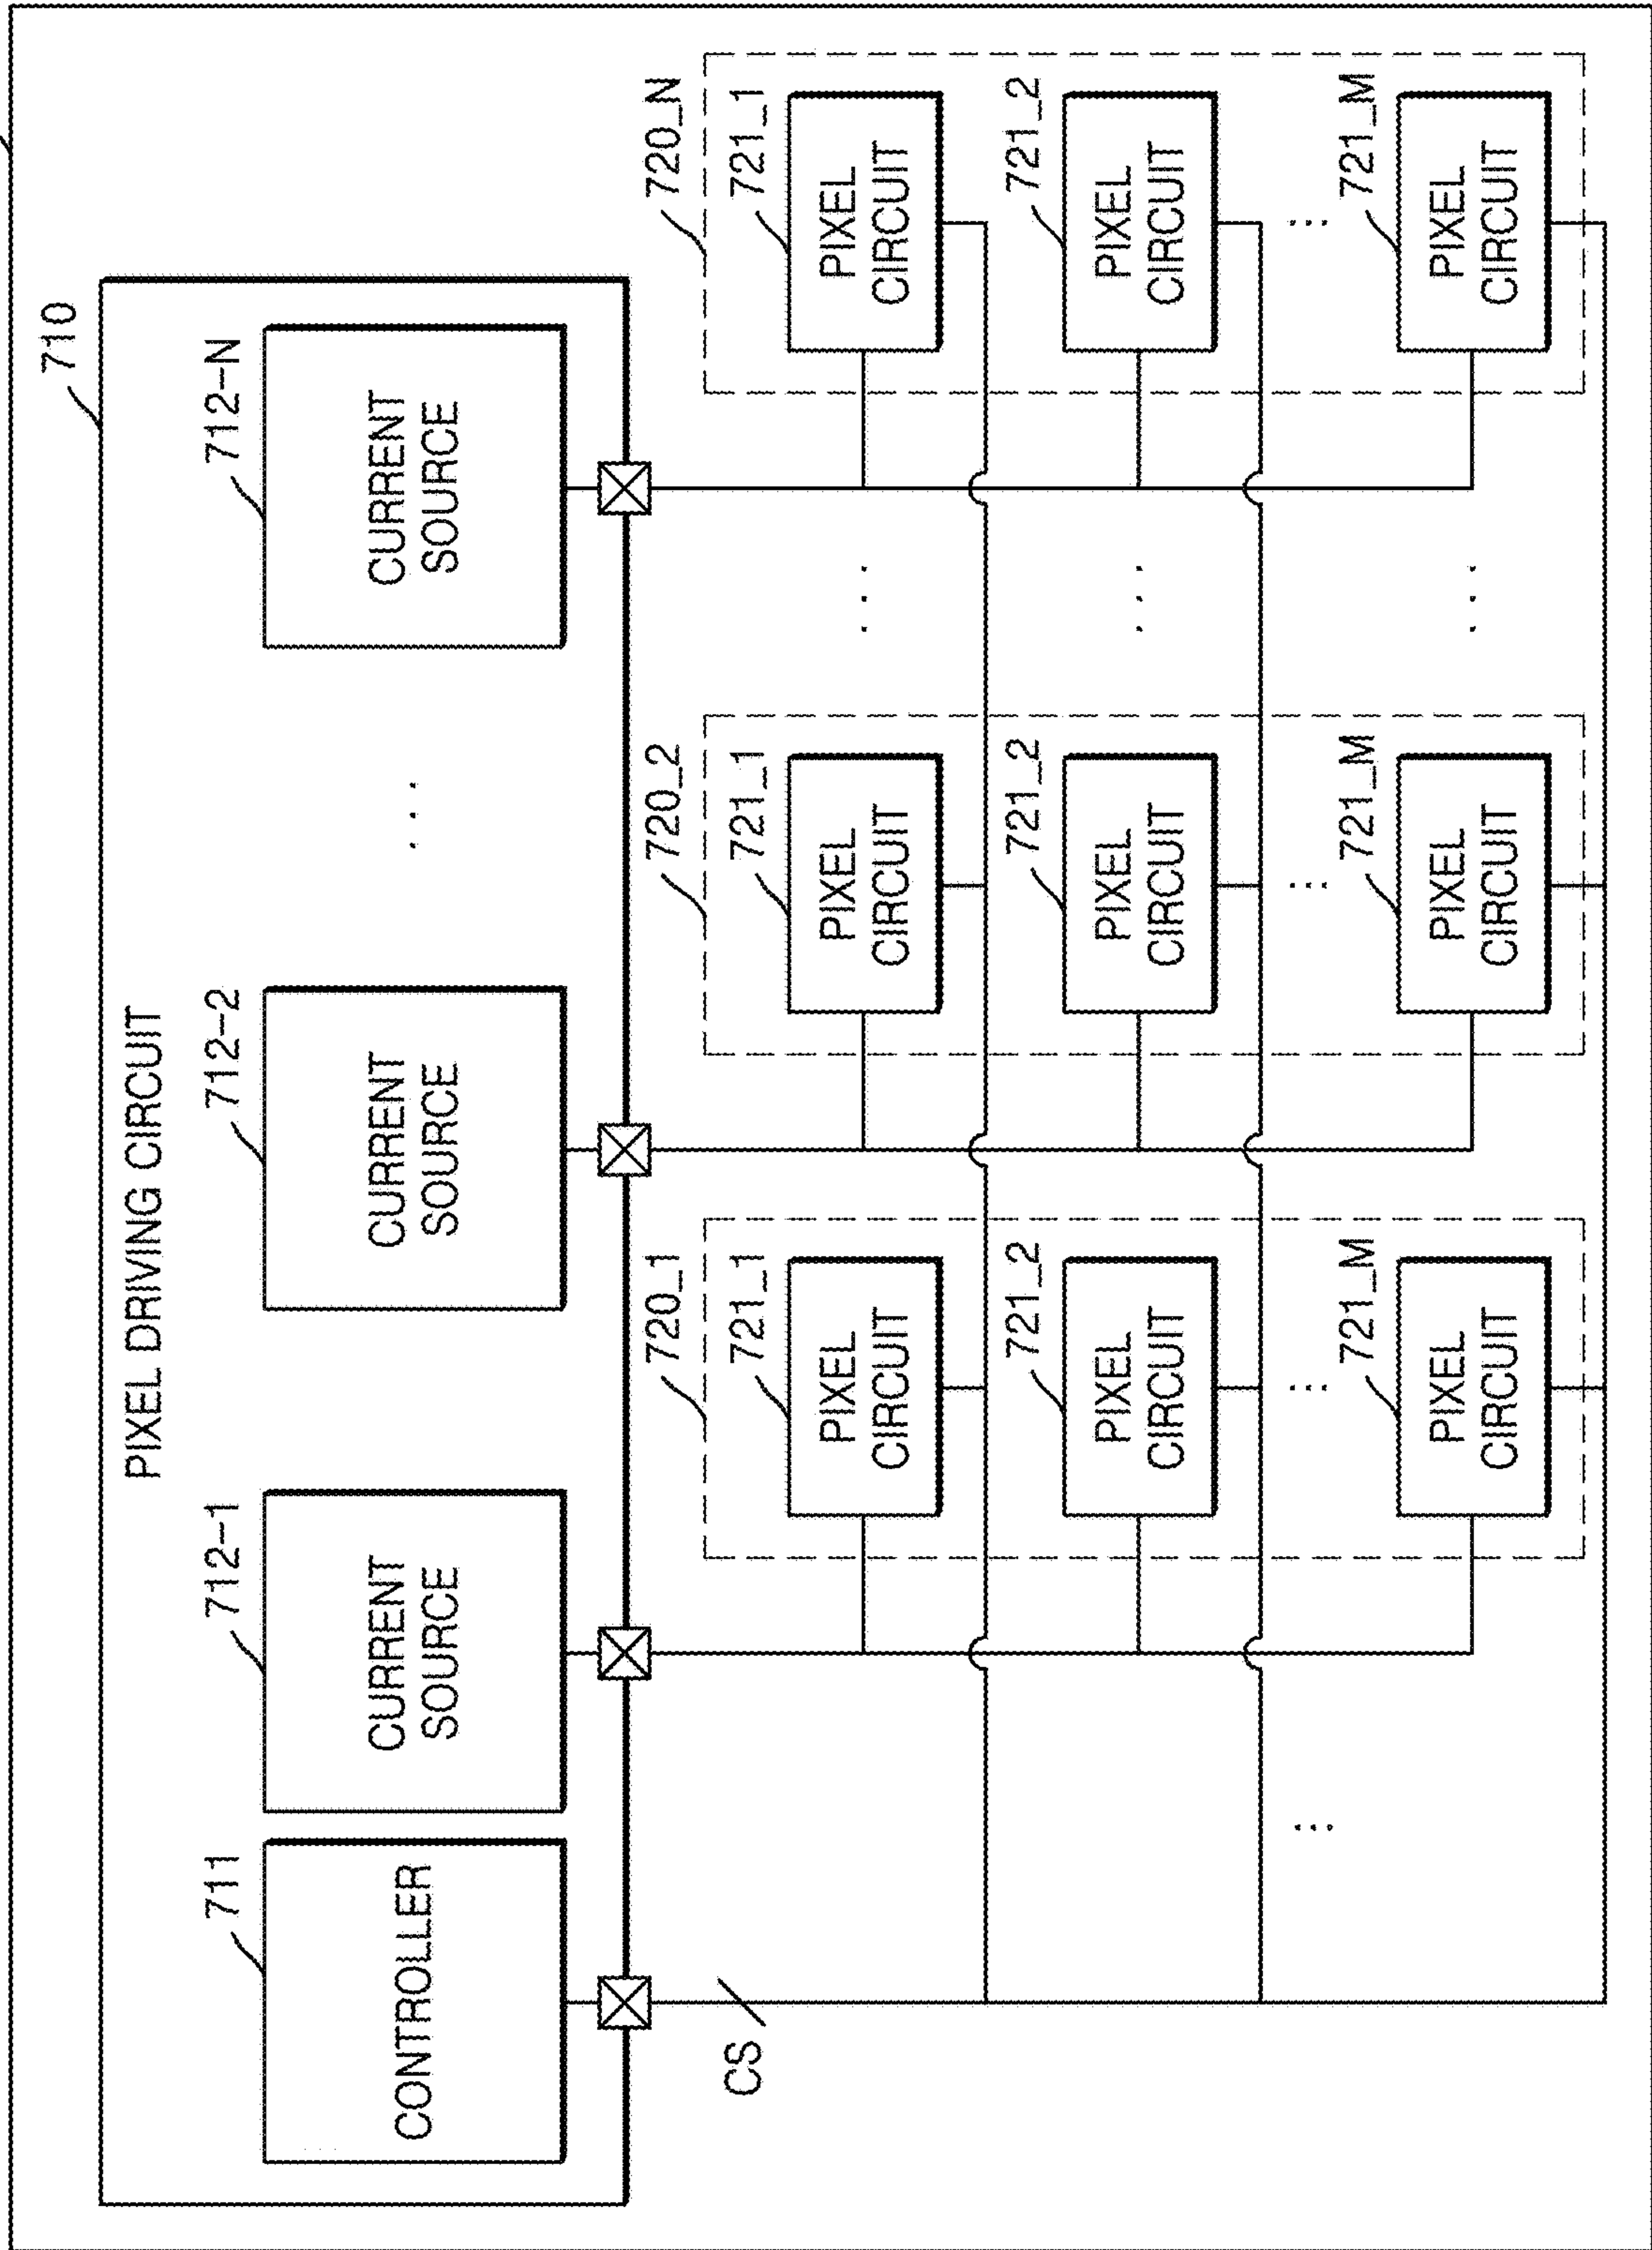 710
PIXEL DRIVING CIRCUIT
711
712-1
712-2
712-N
CONTROLLER
CURRENT
SOURCE
CURRENT
SOURCE
...
CURRENT
SOURCE
CS
720_1
720_2
720_N
721_1
721_1
721_1
PIXEL
CIRCUIT
PIXEL
CIRCUIT
...
PIXEL
CIRCUIT
721_2
721_2
721_2
PIXEL
CIRCUIT
PIXEL
CIRCUIT
...
PIXEL
CIRCUIT
...
...
...
...
721_M
721_M
721_M
PIXEL
CIRCUIT
PIXEL
CIRCUIT
...
PIXEL
CIRCUIT